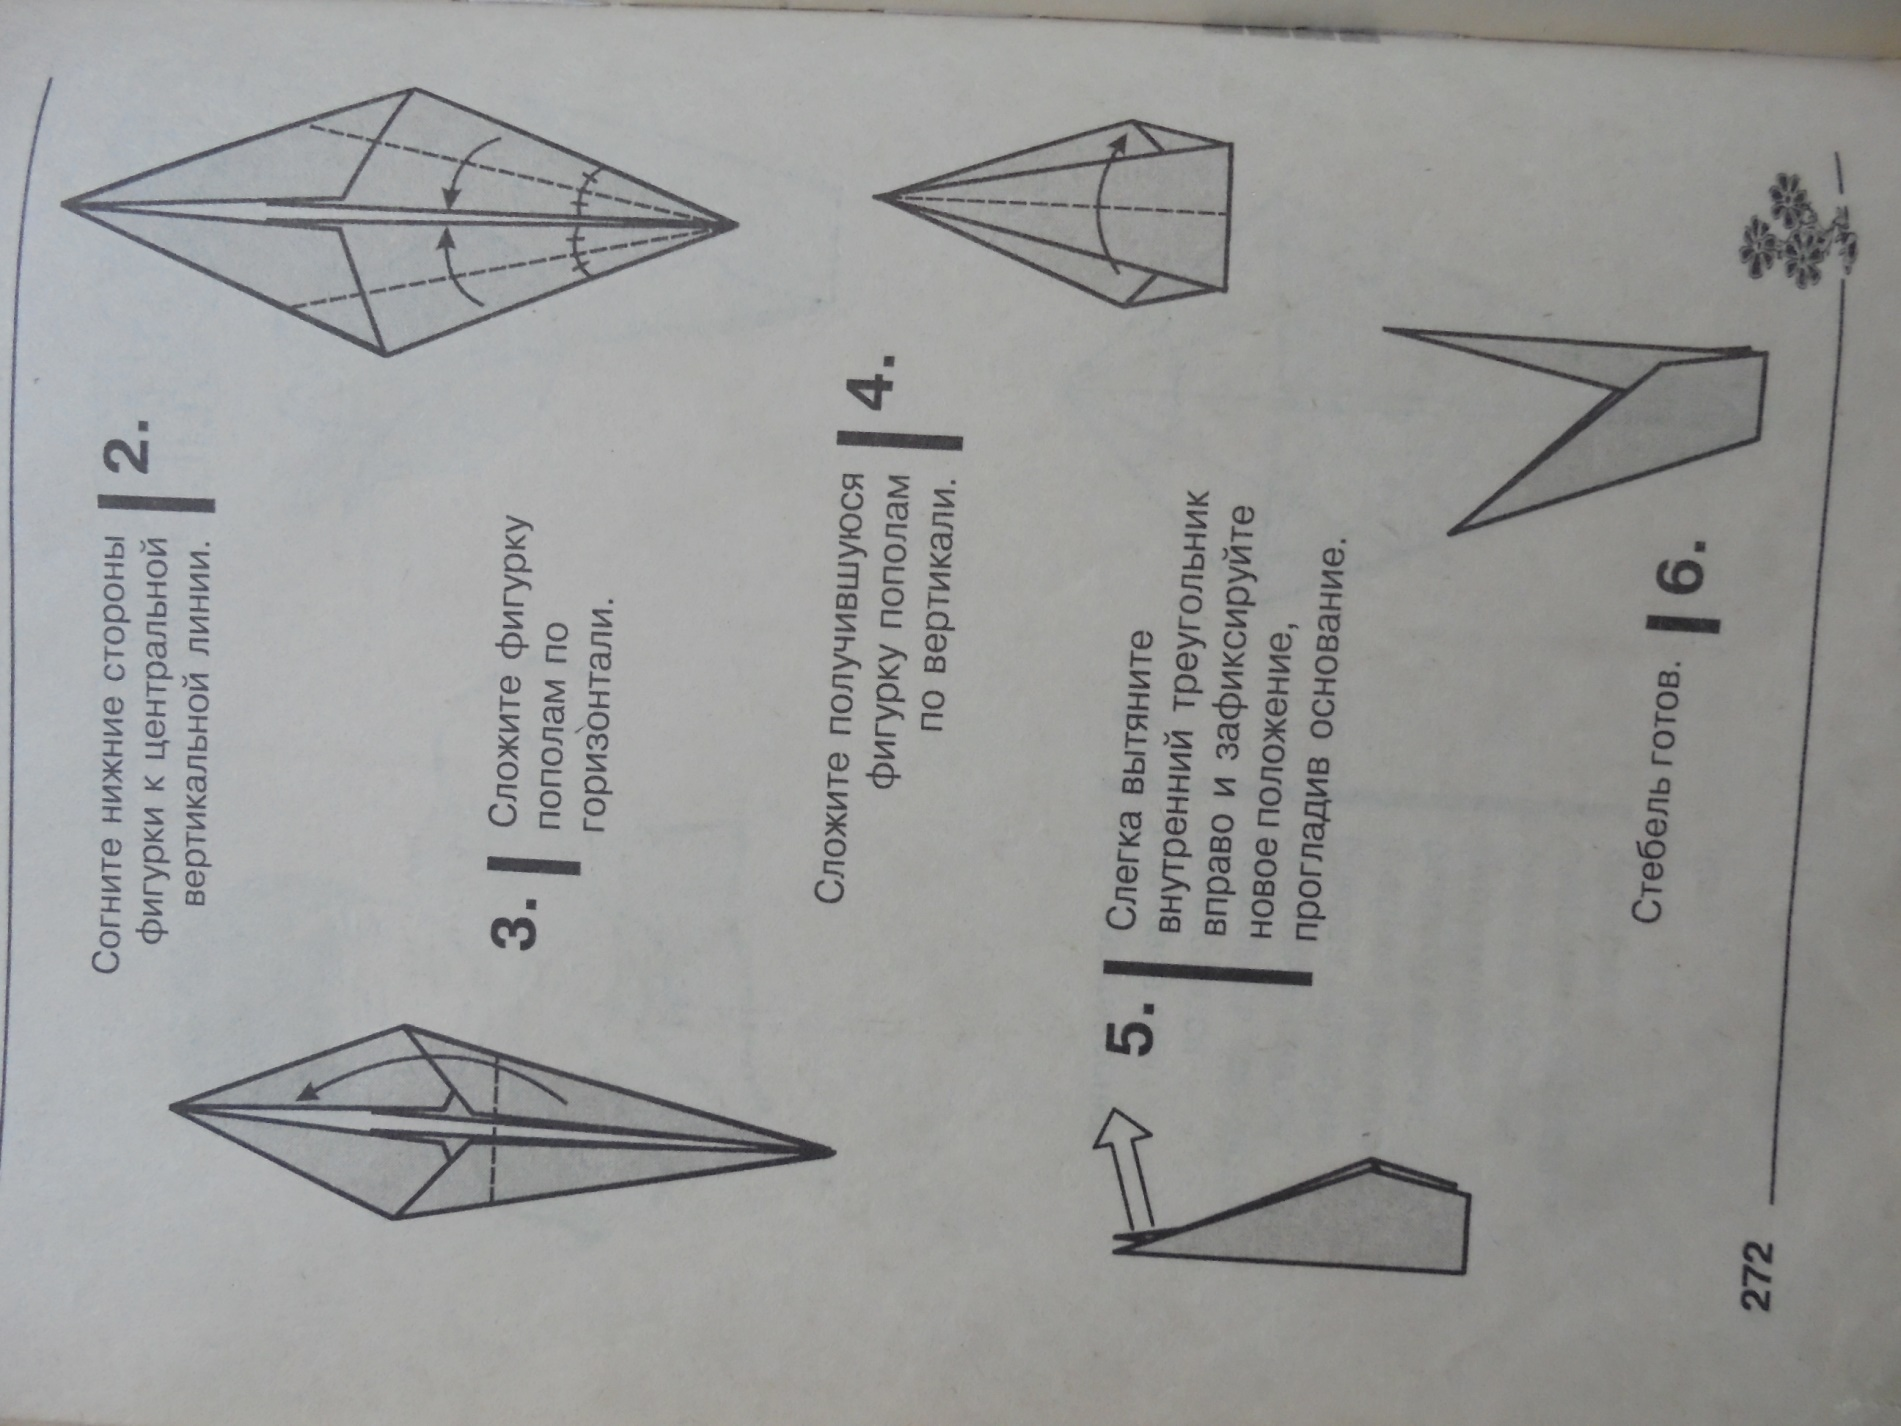 Согните нижние стороны
фигурки к центральной
вертикальной линии.
2.
3.
Сложите фигурку
пополам по
горизонтали.
Сложите получившуюся
фигурку пополам
по вертикали.
4.
5.
Слегка вытяните
внутренний треугольник
вправо и зафиксируйте
новое положение,
прогладив основание.
Стебель готов.
6.
272